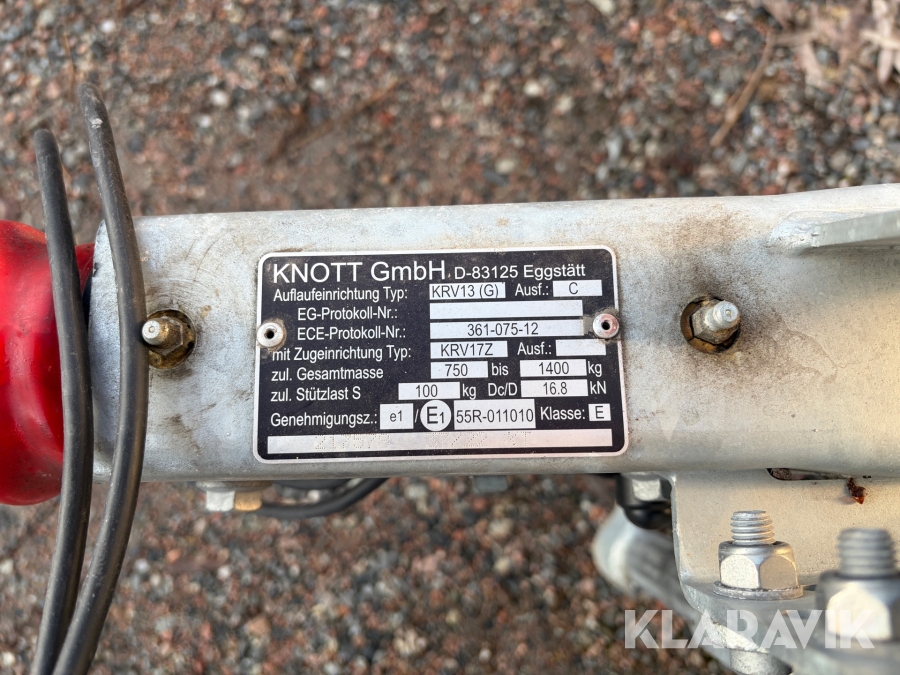 KNOTT GmbH D-83125 Eggstätt
Auflaufeinrichtung Typ: KRV13 (G) Ausf.: C
EG-Protokoll-Nr.:
ECE-Protokoll-Nr.: 361-075-12
mit Zugeinrichtung Typ: KRV17Z Ausf.:
zul. Gesamtmasse 750 bis 1400 kg
zul. Stützlast S 100 kg Dc/D 16.8 kN
Genehmigungsz.: e1 / E1 55R-011010 Klasse: E
KLARAVIK